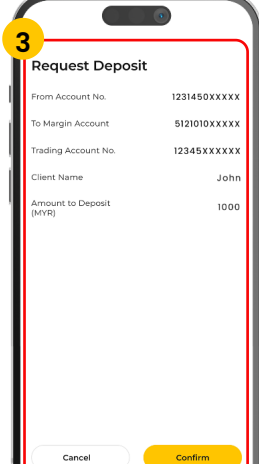 3
Request Deposit
From Account No. 1231450XXXXX
To Margin Account 5121010XXXXX
Trading Account No. 12345XXXXXX
Client Name John
Amount to Deposit
(MYR) 1000
Cancel Confirm